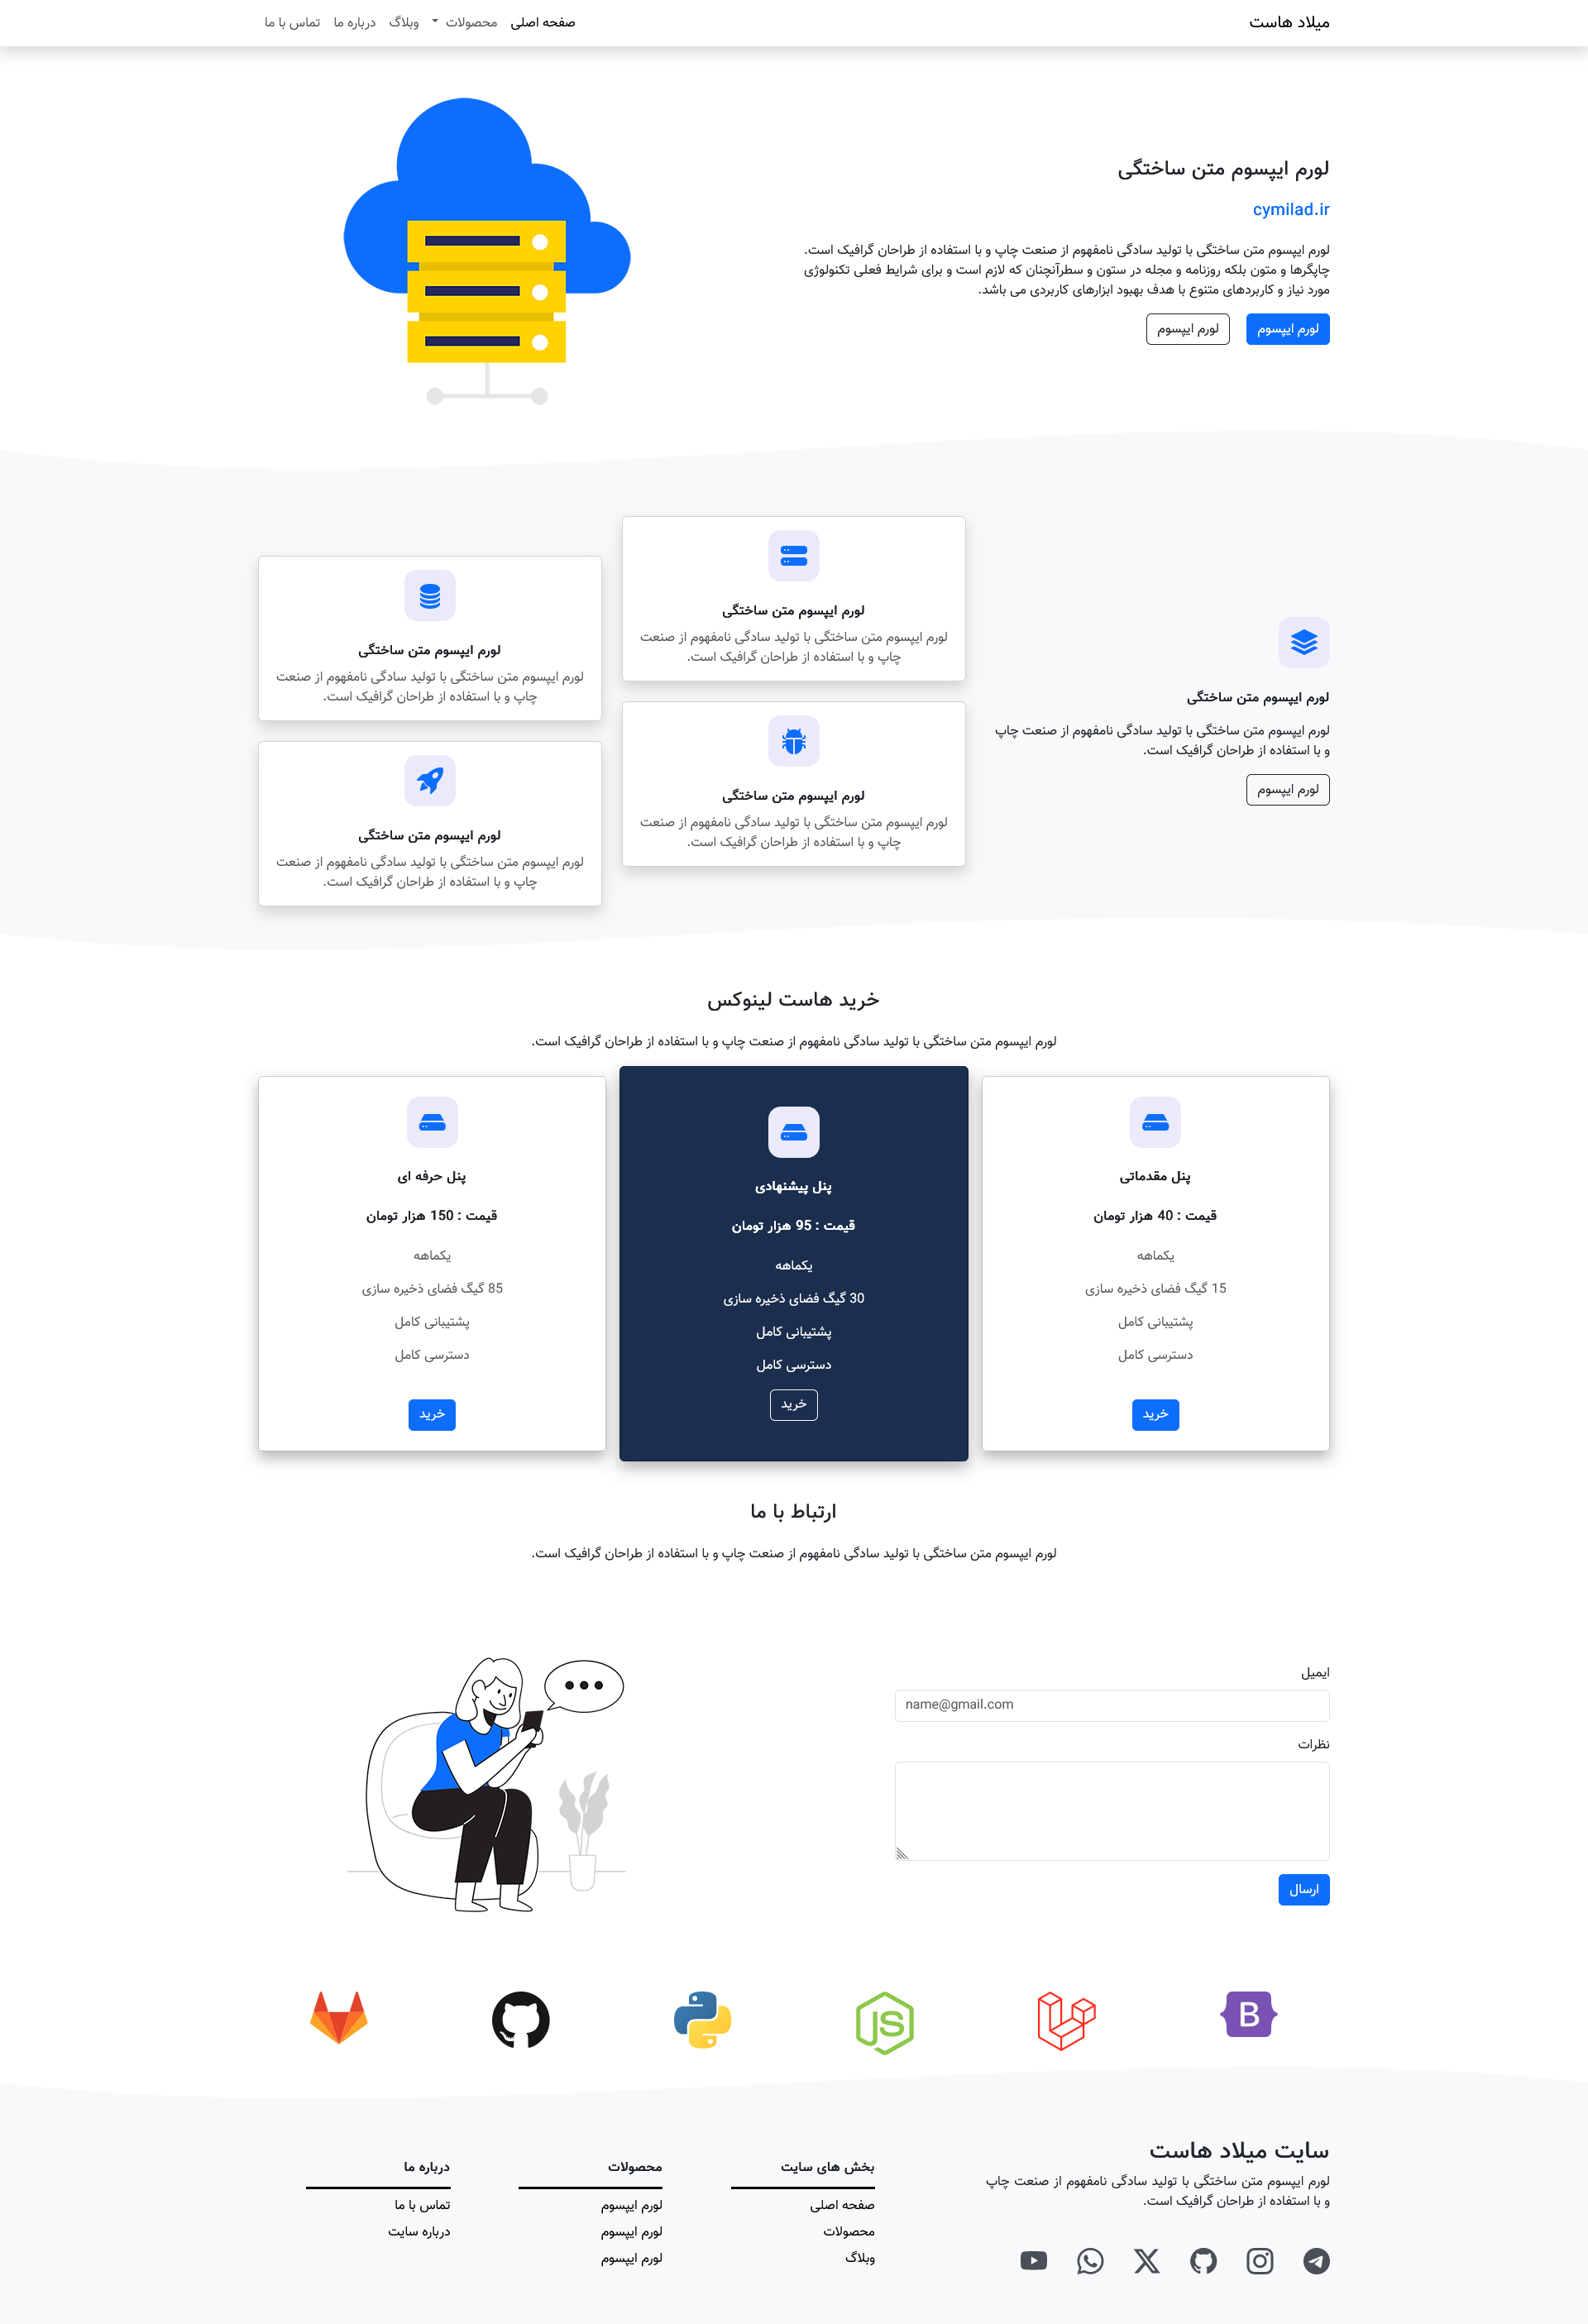 میلاد هاست
صفحه اصلی
محصولات
وبلاگ
درباره ما
تماس با ما
لورم ایپسوم متن ساختگی
cymilad.ir
لورم ایپسوم متن ساختگی با تولید سادگی نامفهوم از صنعت چاپ و با استفاده از طراحان گرافیک است.
چاپگرها و متون بلکه روزنامه و مجله در ستون و سطرآنچنان که لازم است و برای شرایط فعلی تکنولوژی
مورد نیاز و کاربردهای متنوع با هدف بهبود ابزارهای کاربردی می باشد.
لورم ایپسوم
لورم ایپسوم
لورم ایپسوم متن ساختگی
لورم ایپسوم متن ساختگی با تولید سادگی نامفهوم از صنعت چاپ
و با استفاده از طراحان گرافیک است.
لورم ایپسوم
لورم ایپسوم متن ساختگی
لورم ایپسوم متن ساختگی با تولید سادگی نامفهوم از صنعت
چاپ و با استفاده از طراحان گرافیک است.
لورم ایپسوم متن ساختگی
لورم ایپسوم متن ساختگی با تولید سادگی نامفهوم از صنعت
چاپ و با استفاده از طراحان گرافیک است.
لورم ایپسوم متن ساختگی
لورم ایپسوم متن ساختگی با تولید سادگی نامفهوم از صنعت
چاپ و با استفاده از طراحان گرافیک است.
لورم ایپسوم متن ساختگی
لورم ایپسوم متن ساختگی با تولید سادگی نامفهوم از صنعت
چاپ و با استفاده از طراحان گرافیک است.
خرید هاست لینوکس
لورم ایپسوم متن ساختگی با تولید سادگی نامفهوم از صنعت چاپ و با استفاده از طراحان گرافیک است.
پنل مقدماتی
قیمت : 40 هزار تومان
یکماهه
15 گیگ فضای ذخیره سازی
پشتیبانی کامل
دسترسی کامل
خرید
پنل پیشنهادی
قیمت : 95 هزار تومان
یکماهه
30 گیگ فضای ذخیره سازی
پشتیبانی کامل
دسترسی کامل
خرید
پنل حرفه ای
قیمت : 150 هزار تومان
یکماهه
85 گیگ فضای ذخیره سازی
پشتیبانی کامل
دسترسی کامل
خرید
ارتباط با ما
لورم ایپسوم متن ساختگی با تولید سادگی نامفهوم از صنعت چاپ و با استفاده از طراحان گرافیک است.
ایمیل
name@gmail.com
نظرات
ارسال
B
JS
سایت میلاد هاست
لورم ایپسوم متن ساختگی با تولید سادگی نامفهوم از صنعت چاپ
و با استفاده از طراحان گرافیک است.
بخش های سایت
صفحه اصلی
محصولات
وبلاگ
محصولات
لورم ایپسوم
لورم ایپسوم
لورم ایپسوم
درباره ما
تماس با ما
درباره سایت